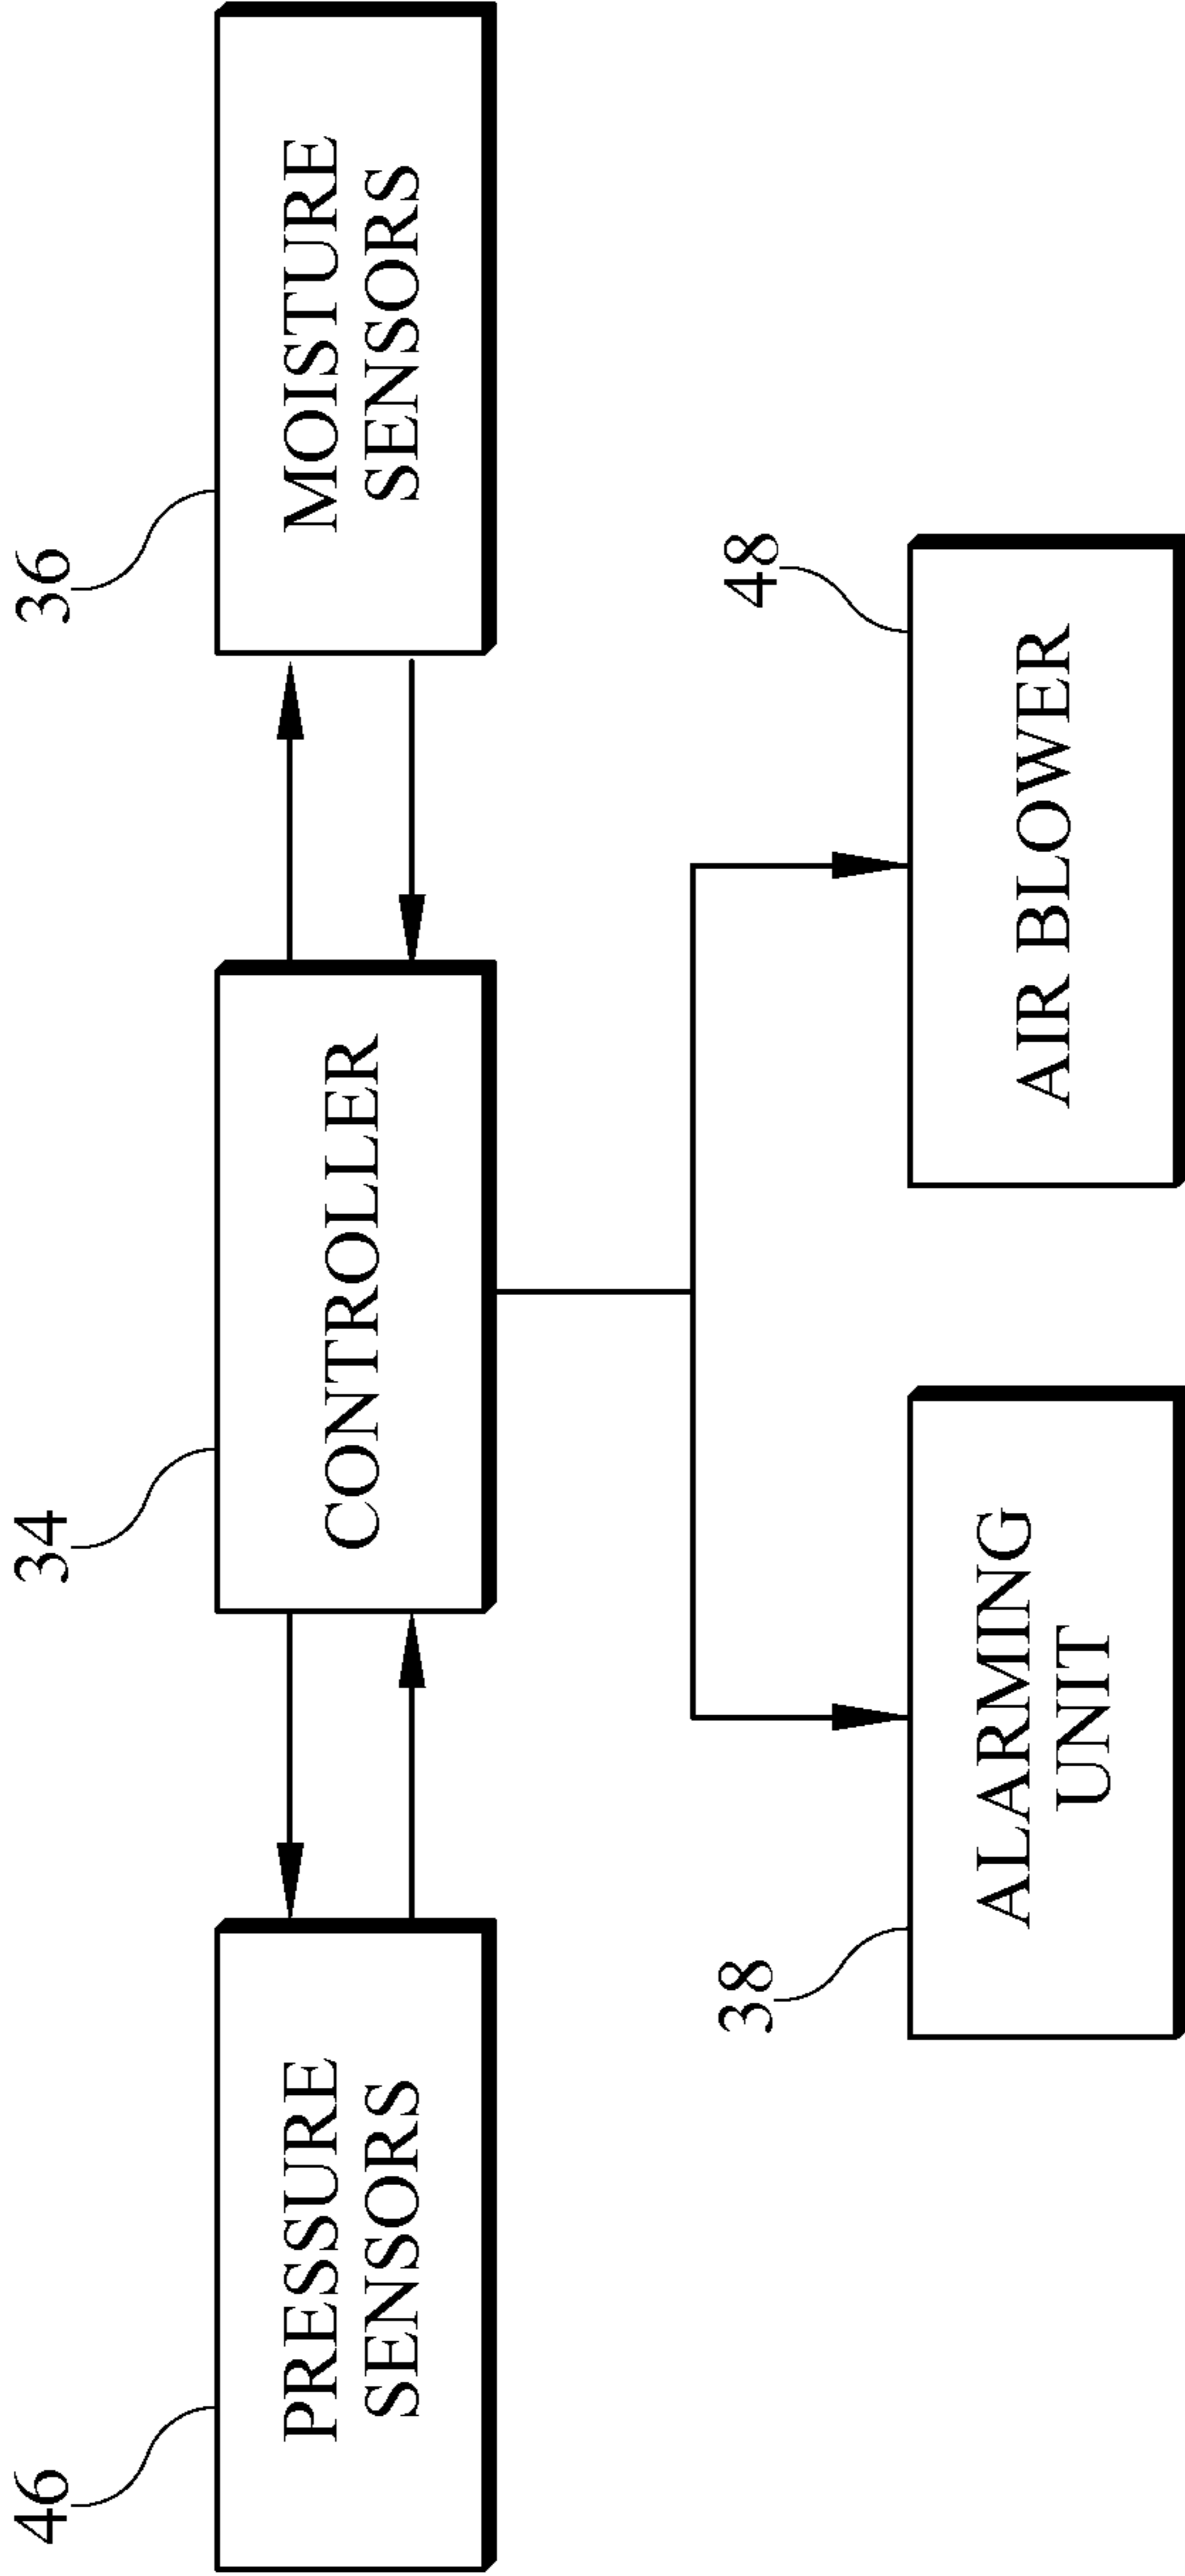 46
PRESSURE
SENSORS
34
CONTROLLER
36
MOISTURE
SENSORS
38
ALARMING
UNIT
48
AIR BLOWER